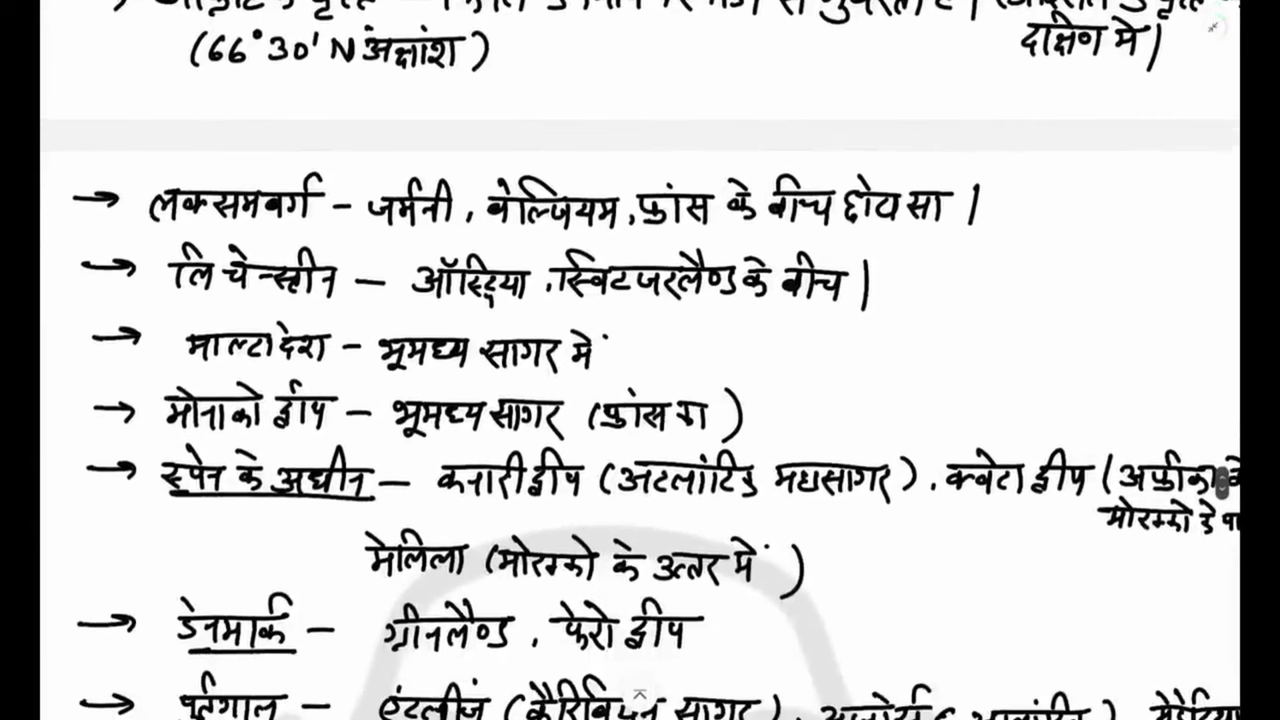 (66°30' N अंक्षांश) दक्षिण में|
→ लक्समबर्ग - जर्मनी, बेल्जियम, फ्रांस के बीच छोटा सा |
→ लिचेन्स्टीन - ऑस्ट्रिया, स्विटजरलैण्ड के बीच |
→ माल्टा देश - भूमध्य सागर में
→ मोनाको द्वीप - भूमध्य सागर (फ्रांस का)
→ स्पेन के अधीन - कनारी द्वीप (अटलांटिक महासागर), क्वेटा द्वीप (अफ्रीका के
मोरक्को के
मेलिला (मोरक्को के उत्तर में)
→ डेनमार्क - ग्रीनलैण्ड, फेरो द्वीप
→ पुर्तगाल - एंटलीज (कैरिबियन सागर),